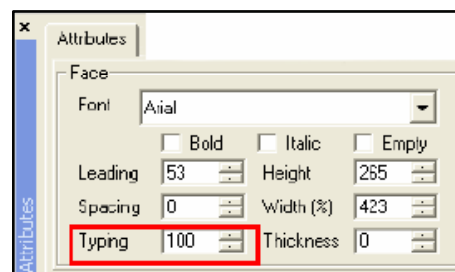 ×
Attributes
Face
Font Arial
Bold Italic Empty
Leading 53 Height 265
Spacing 0 Width (%) 423
Typing 100 Thickness 0
Attributes